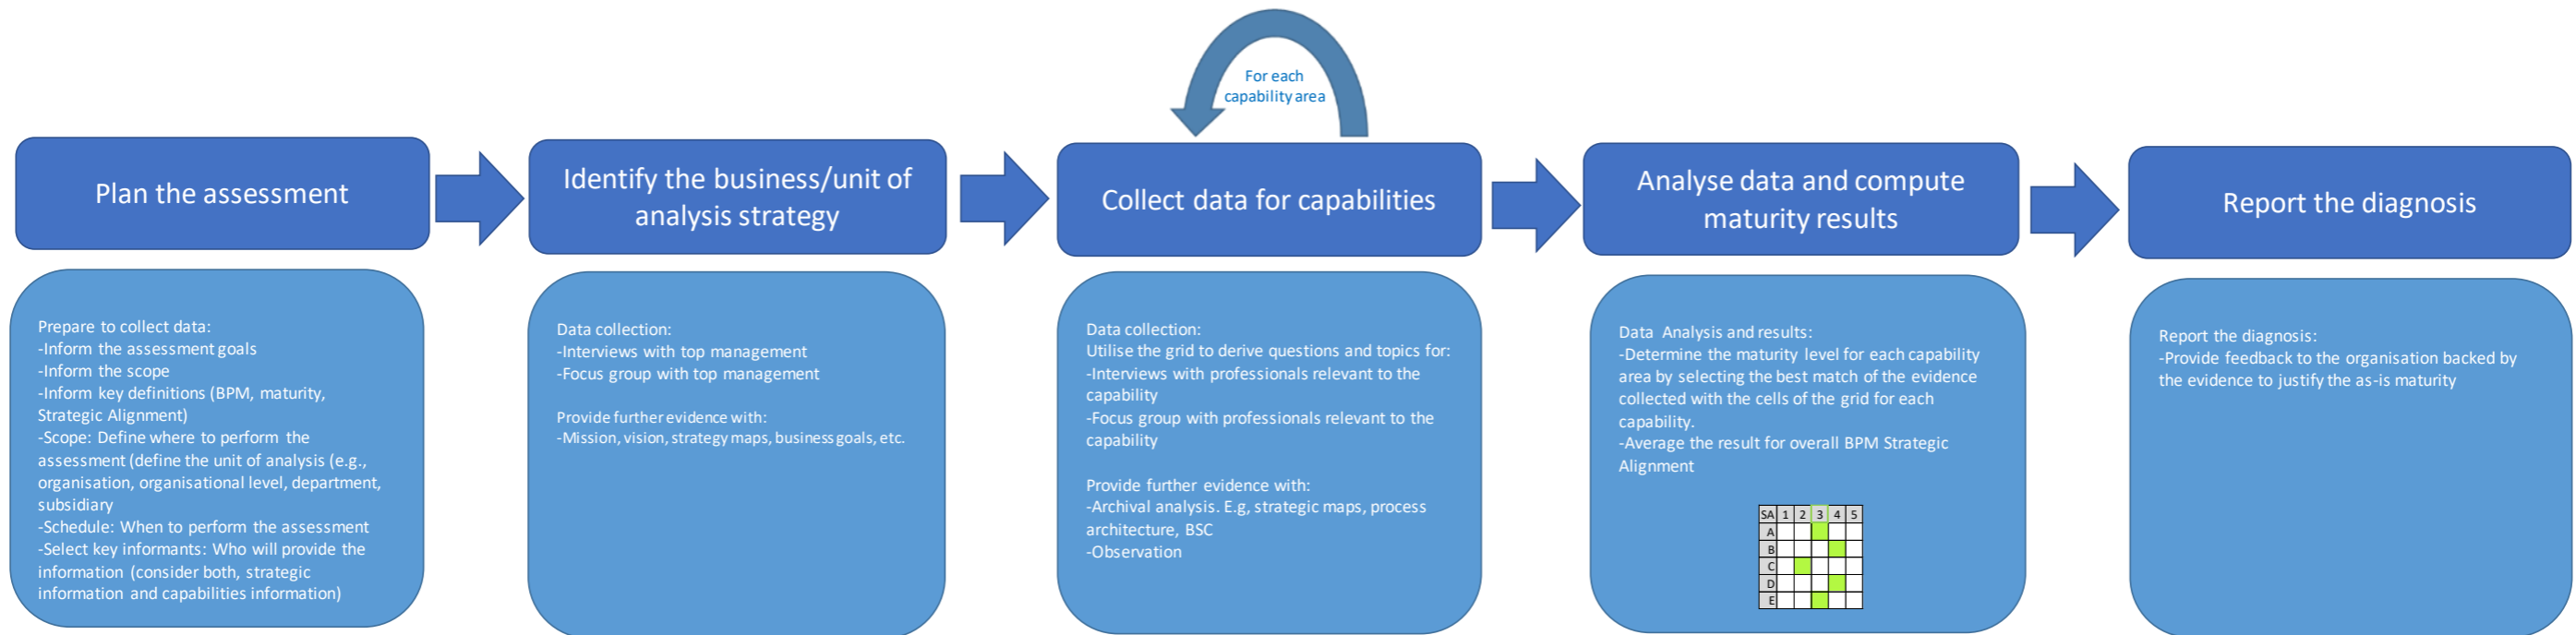 For each
capability area
Plan the assessment
Identify the business/unit of
analysis strategy
Collect data for capabilities
Analyse data and compute
maturity results
Report the diagnosis
Prepare to collect data:
-Inform the assessment goals
-Inform the scope
-Inform key definitions (BPM, maturity,
Strategic Alignment)
-Scope: Define where to perform the
assessment (define the unit of analysis (e.g.,
organisation, organisational level, department,
subsidiary
-Schedule: When to perform the assessment
-Select key informants: Who will provide the
information (consider both, strategic
information and capabilities information)
Data collection:
-Interviews with top management
-Focus group with top management
Provide further evidence with:
-Mission, vision, strategy maps, business goals, etc.
Data collection:
Utilise the grid to derive questions and topics for:
-Interviews with professionals relevant to the
capability
-Focus group with professionals relevant to the
capability
Provide further evidence with:
-Archival analysis. E.g, strategic maps, process
architecture, BSC
-Observation
Data Analysis and results:
-Determine the maturity level for each capability
area by selecting the best match of the evidence
collected with the cells of the grid for each
capability.
-Average the result for overall BPM Strategic
Alignment
SA 1 2 3 4 5
A
B
C
D
E
Report the diagnosis:
-Provide feedback to the organisation backed by
the evidence to justify the as-is maturity